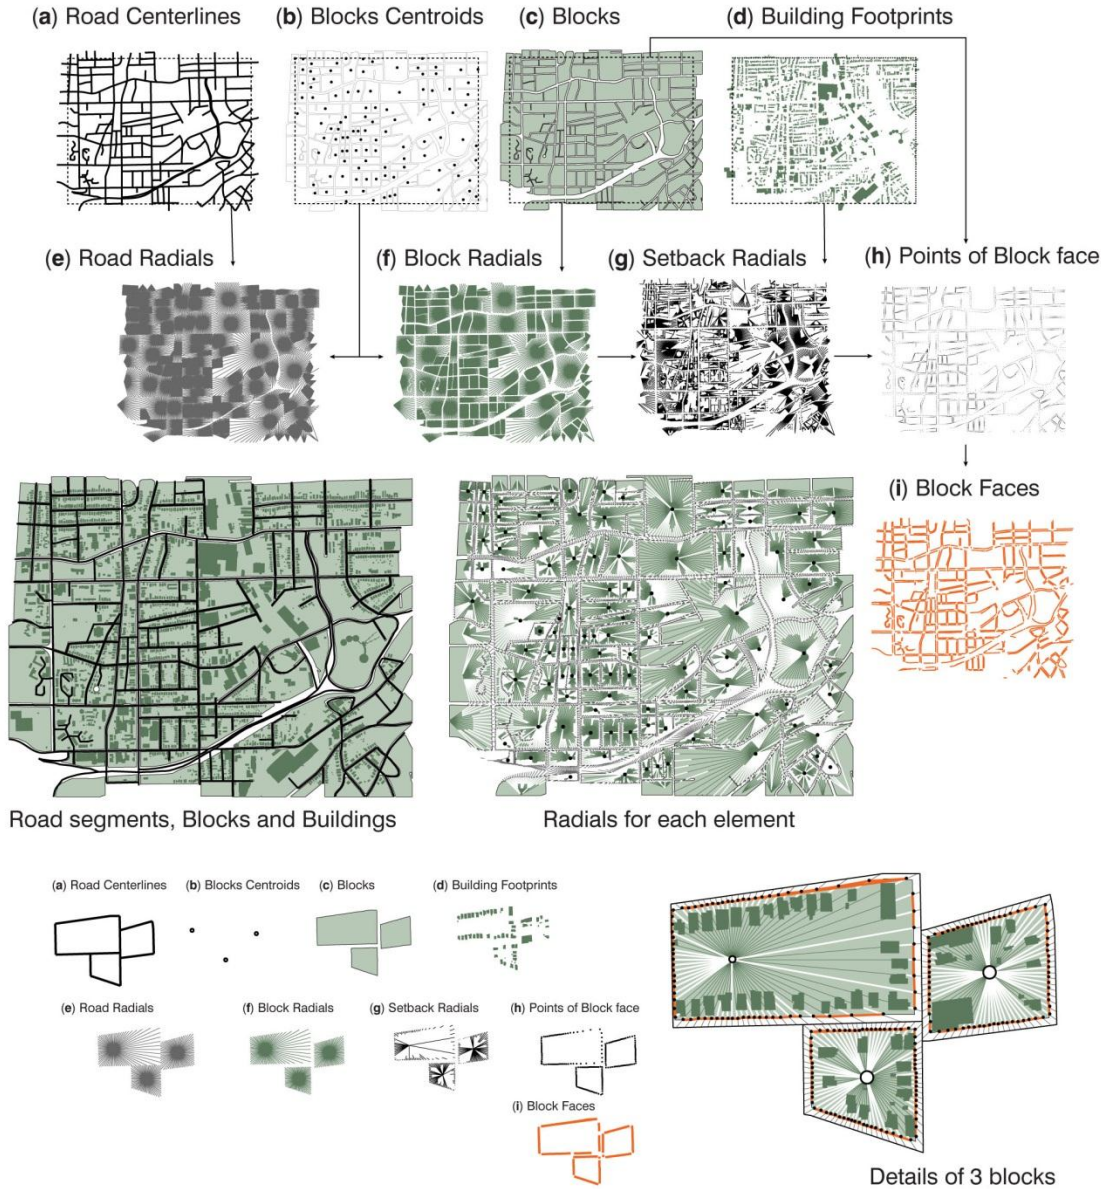 (a) Road Centerlines
(b) Blocks Centroids
(c) Blocks
(d) Building Footprints
(e) Road Radials
(f) Block Radials
(g) Setback Radials
(h) Points of Block face
(i) Block Faces
Road segments, Blocks and Buildings
Radials for each element
(a) Road Centerlines
(b) Blocks Centroids
(c) Blocks
(d) Building Footprints
(e) Road Radials
(f) Block Radials
(g) Setback Radials
(h) Points of Block face
(i) Block Faces
Details of 3 blocks